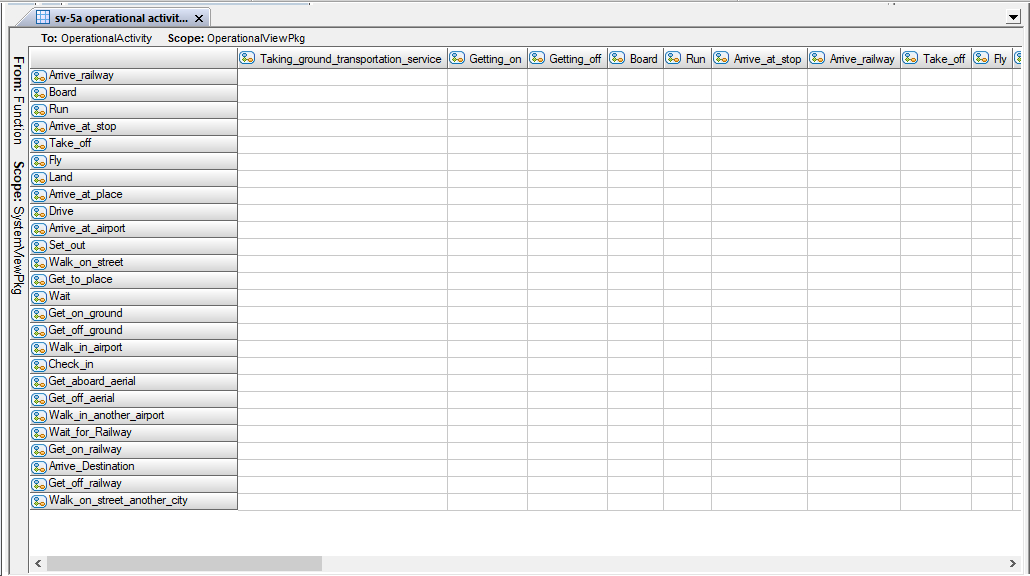 sv-5a operational activit...
To: OperationalActivity Scope: OperationalViewPkg
From: Function Scope: SystemViewPkg
Taking_ground_transportation_service Getting_on Getting_off Board Run Arrive_at_stop Arrive_railway Take_off Fly
Arrive_railway
Board
Run
Arrive_at_stop
Take_off
Fly
Land
Arrive_at_place
Drive
Arrive_at_airport
Set_out
Walk_on_street
Get_to_place
Wait
Get_on_ground
Get_off_ground
Walk_in_airport
Check_in
Get_aboard_aerial
Get_off_aerial
Walk_in_another_airport
Wait_for_Railway
Get_on_railway
Arrive_Destination
Get_off_railway
Walk_on_street_another_city